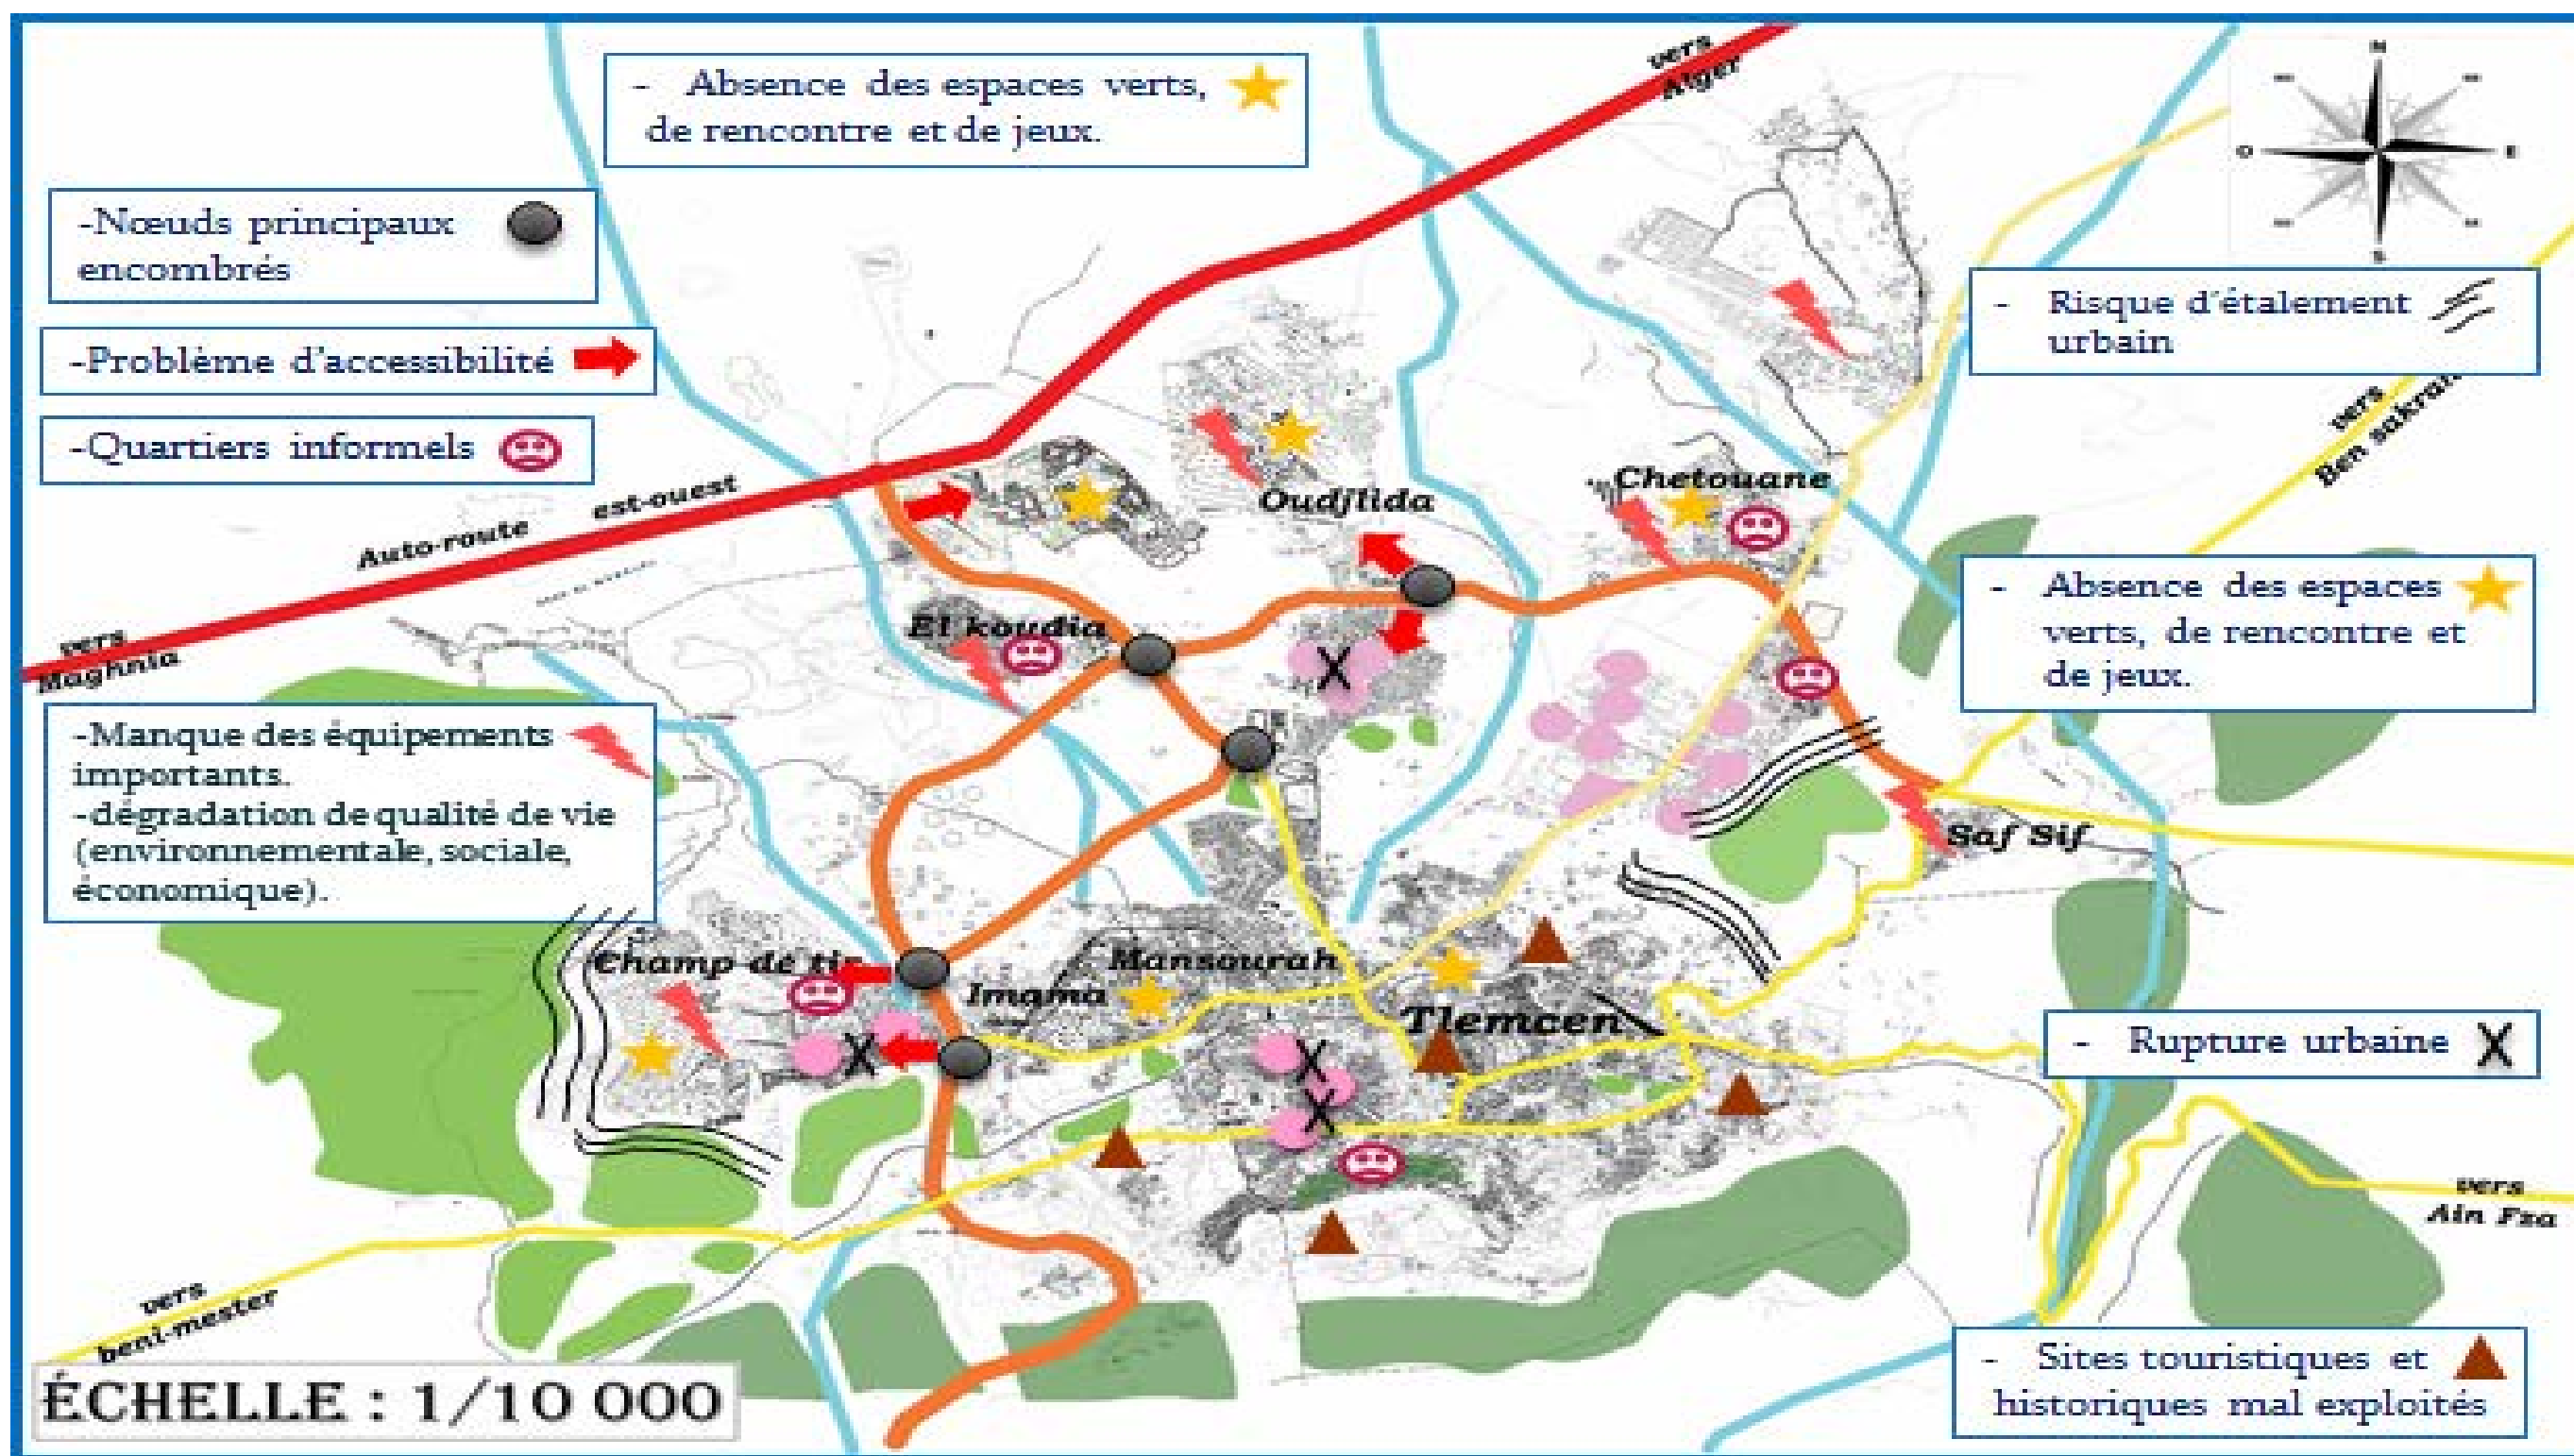 - Absence des espaces verts,
de rencontre et de jeux.
vers
Alger
N
O
E
S
-Nœuds principaux
encombrés
-Problème d'accessibilité
-Quartiers informels
- Risque d'étalement
urbain
vers
Ben sakran
Auto-route est-ouest
Oudjlida
Chetouane
- Absence des espaces
verts, de rencontre et
de jeux.
El koudia
vers
Maghnia
-Manque des équipements
importants.
-dégradation de qualité de vie
(environnementale, sociale,
économique).
Saf Sif
Champ de tir
Mansourah
Imama
Tlemcen
- Rupture urbaine
vers
Ain Fza
vers
beni-mester
- Sites touristiques et
historiques mal exploités
ÉCHELLE : 1/10 000